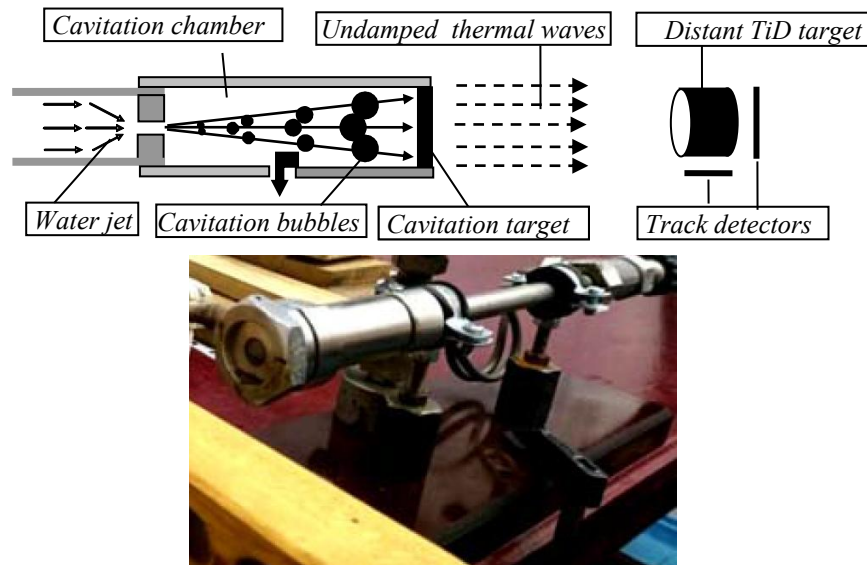 Cavitation chamber
Undamped thermal waves
Distant TiD target
Water jet
Cavitation bubbles
Cavitation target
Track detectors